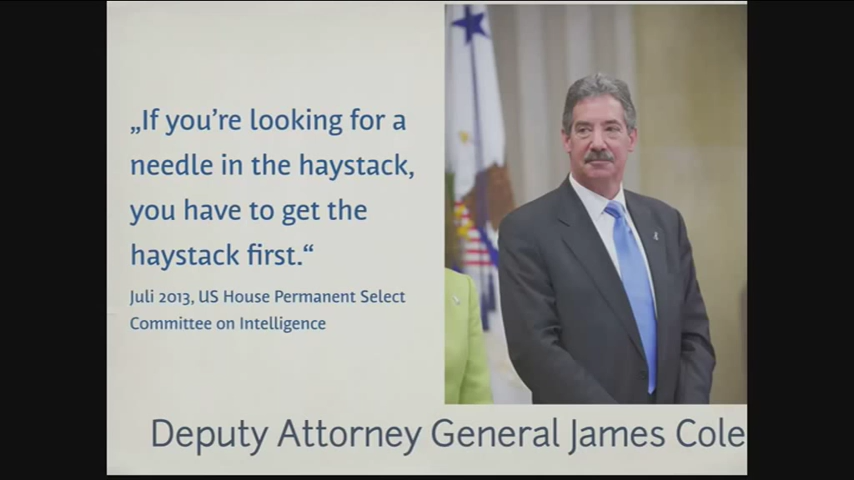 „If you're looking for a
needle in the haystack,
you have to get the
haystack first.“
Juli 2013, US House Permanent Select
Committee on Intelligence
Deputy Attorney General James Cole